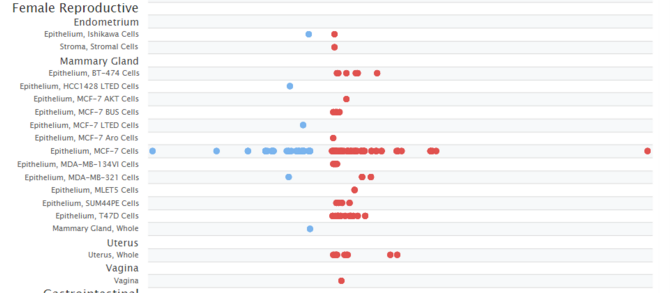 Female Reproductive
Endometrium
Epithelium, Ishikawa Cells
Stroma, Stromal Cells
Mammary Gland
Epithelium, BT-474 Cells
Epithelium, HCC1428 LTED Cells
Epithelium, MCF-7 AKT Cells
Epithelium, MCF-7 BUS Cells
Epithelium, MCF-7 LTED Cells
Epithelium, MCF-7 Aro Cells
Epithelium, MCF-7 Cells
Epithelium, MDA-MB-134VI Cells
Epithelium, MDA-MB-321 Cells
Epithelium, MLET5 Cells
Epithelium, SUM44PE Cells
Epithelium, T47D Cells
Mammary Gland, Whole
Uterus
Uterus, Whole
Vagina
Vagina
Gastrointestinal